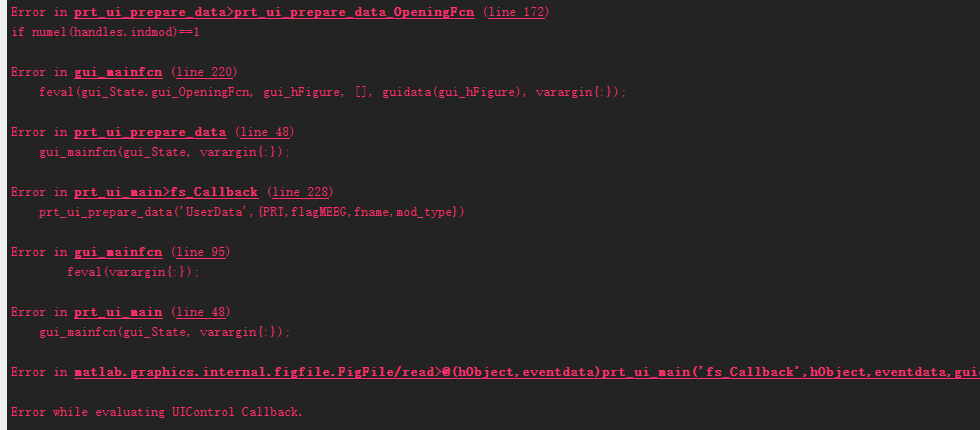 Error in prt_ui_prepare_data>prt_ui_prepare_data_OpeningFcn (line 172)
if numel(handles.indmod)==1
Error in gui_mainfcn (line 220)
feval(gui_State.gui_OpeningFcn, gui_hFigure, [], guidata(gui_hFigure), varargin{:});
Error in prt_ui_prepare_data (line 48)
gui_mainfcn(gui_State, varargin{:});
Error in prt_ui_main>fs_Callback (line 228)
prt_ui_prepare_data('UserData',{PRT,flagMEEG,fname,mod_type})
Error in gui_mainfcn (line 95)
feval(varargin{:});
Error in prt_ui_main (line 48)
gui_mainfcn(gui_State, varargin{:});
Error in matlab.graphics.internal.figfile.FigFile/read>@(hObject,eventdata)prt_ui_main('fs_Callback',hObject,eventdata,gui
Error while evaluating UIControl Callback.